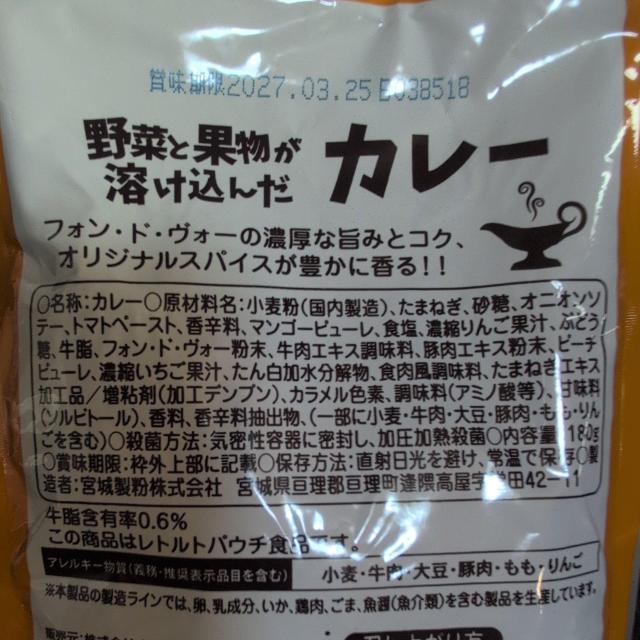 賞味期限2027.03.25 E038518
野菜と果物が
溶け込んだ カレー
フォン・ド・ヴォーの濃厚な旨みとコク、
オリジナルスパイスが豊かに香る!!
○名称:カレー○原材料名:小麦粉(国内製造)、たまねぎ、砂糖、オニオンソ
テー、トマトペースト、香辛料、マンゴーピューレ、食塩、濃縮りんご果汁、ぶどう
糖、牛脂、フォン・ド・ヴォー粉末、牛肉エキス調味料、豚肉エキス粉末、ピーチ
ピューレ、濃縮いちご果汁、たん白加水分解物、食肉風調味料、たまねぎエキス
加工品/増粘剤(加工デンプン)、カラメル色素、調味料(アミノ酸等)、甘味料
(ソルビトール)、香料、香辛料抽出物、(一部に小麦・牛肉・大豆・豚肉・もも・りん
ごを含む)○殺菌方法:気密性容器に密封し、加圧加熱殺菌○内容量:180g
○賞味期限:枠外上部に記載○保存方法:直射日光を避け、常温で保存○製
造者:宮城製粉株式会社 宮城県亘理郡亘理町逢隈高屋字 田42-11
牛脂含有率0.6%
この商品はレトルトパウチ食品です。
アレルギー物質(義務・推奨表示品目を含む) 小麦・牛肉・大豆・豚肉・もも・りんご
※本製品の製造ラインでは、卵、乳成分、いか、鶏肉、ごま、魚醤(魚介類)を含む製品を生産しています。